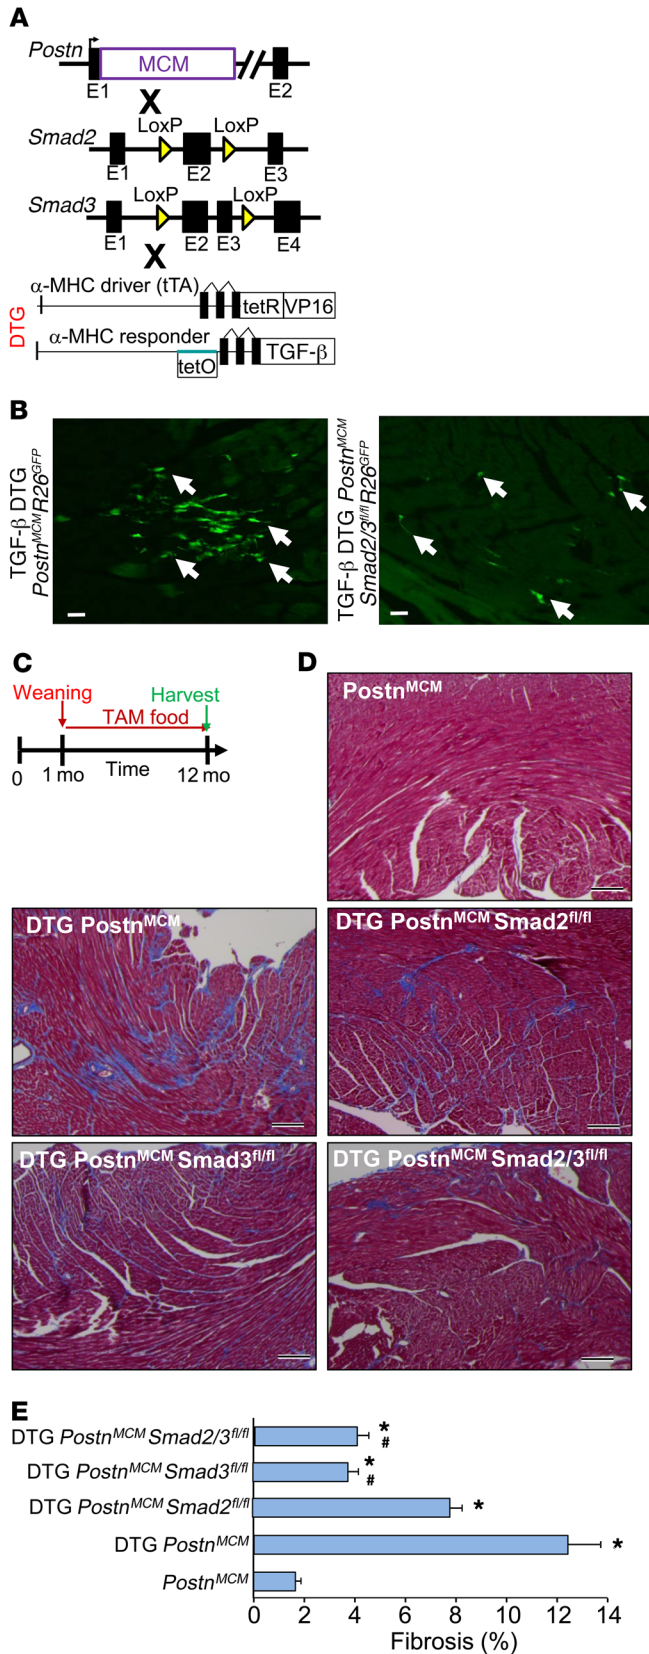 A
Postn
MCM
E1
E2
X
LoxP
LoxP
Smad2
E1
E2
E3
LoxP
LoxP
Smad3
E1
E2
E3
E4
X
DTG
α-MHC driver (tTA)
tetR
VP16
α-MHC responder
tetO
TGF-β
B
TGF-β DTG
PostnMCM R26GFP
TGF-β DTG PostnMCM
Smad2/3fl/fl R26GFP
C
Weaning
Harvest
TAM food
0
1 mo
Time
12 mo
D
PostnMCM
DTG PostnMCM
DTG PostnMCM Smad2fl/fl
DTG PostnMCM Smad3fl/fl
DTG PostnMCM Smad2/3fl/fl
E
DTG PostnMCM Smad2/3fl/fl
*
#
DTG PostnMCM Smad3fl/fl
*
#
DTG PostnMCM Smad2fl/fl
*
DTG PostnMCM
*
PostnMCM
0 2 4 6 8 10 12 14
Fibrosis (%)